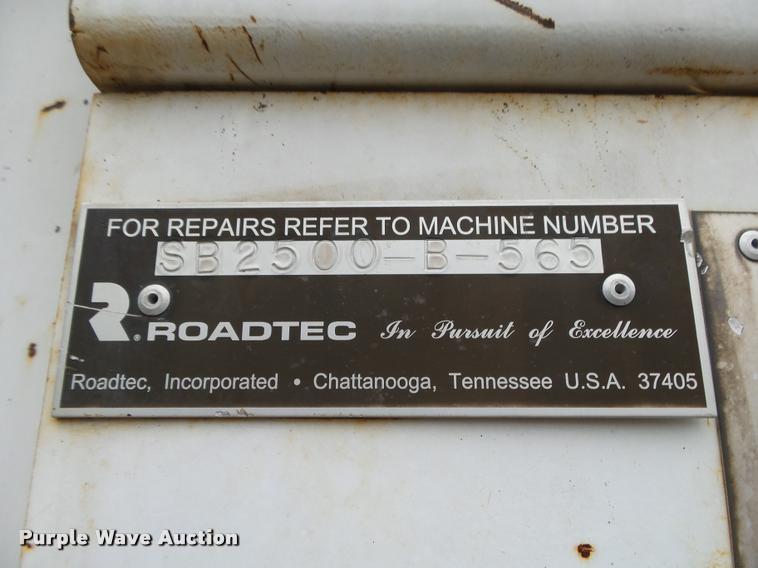 FOR REPAIRS REFER TO MACHINE NUMBER
SB2500-B-565
R® ROADTEC In Pursuit of Excellence
Roadtec, Incorporated • Chattanooga, Tennessee U.S.A. 37405
Purple Wave Auction